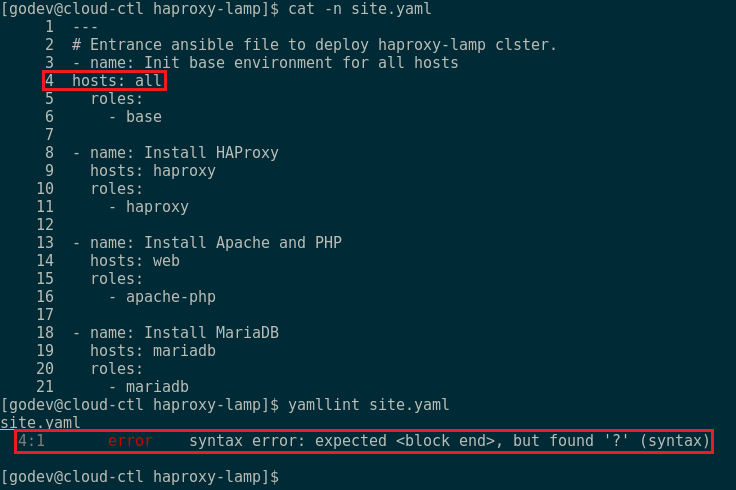 [godev@cloud-ctl haproxy-lamp]$ cat -n site.yaml
     1  ---
     2  # Entrance ansible file to deploy haproxy-lamp clster.
     3  - name: Init base environment for all hosts
     4  hosts: all
     5    roles:
     6      - base
     7
     8  - name: Install HAProxy
     9    hosts: haproxy
    10    roles:
    11      - haproxy
    12
    13  - name: Install Apache and PHP
    14    hosts: web
    15    roles:
    16      - apache-php
    17
    18  - name: Install MariaDB
    19    hosts: mariadb
    20    roles:
    21      - mariadb
[godev@cloud-ctl haproxy-lamp]$ yamllint site.yaml
site.yaml
  4:1       error    syntax error: expected <block end>, but found '?' (syntax)

[godev@cloud-ctl haproxy-lamp]$